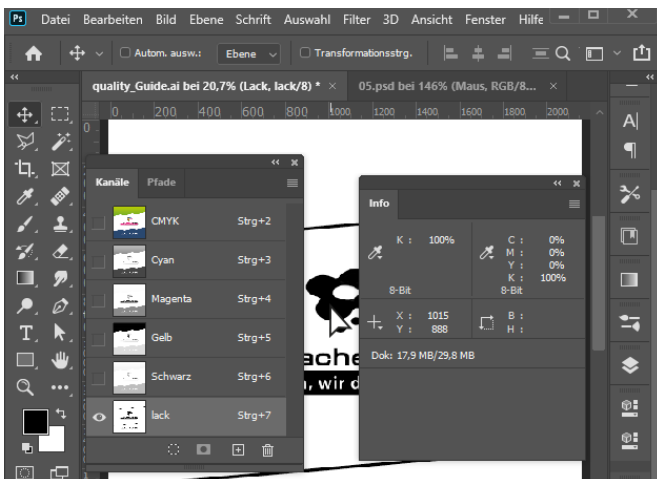 Ps Datei Bearbeiten Bild Ebene Schrift Auswahl Filter 3D Ansicht Fenster Hilfe
Autom. ausw.: Ebene Transformationsstrg.
quality_Guide.ai bei 20,7% (Lack, lack/8) * × 05.psd bei 146% (Maus, RGB/8... ×
0 200 400 600 800 1000 1200 1400 1600 1800 2000
0
Kanäle Pfade
CMYK Strg+2
Cyan Strg+3
Magenta Strg+4
Gelb Strg+5
Schwarz Strg+6
lack Strg+7
Info
K : 100% C : 0%
M : 0%
Y : 0%
K : 100%
8-Bit 8-Bit
X : 1015 B :
Y : 888 H :
Dok: 17,9 MB/29,8 MB
wir